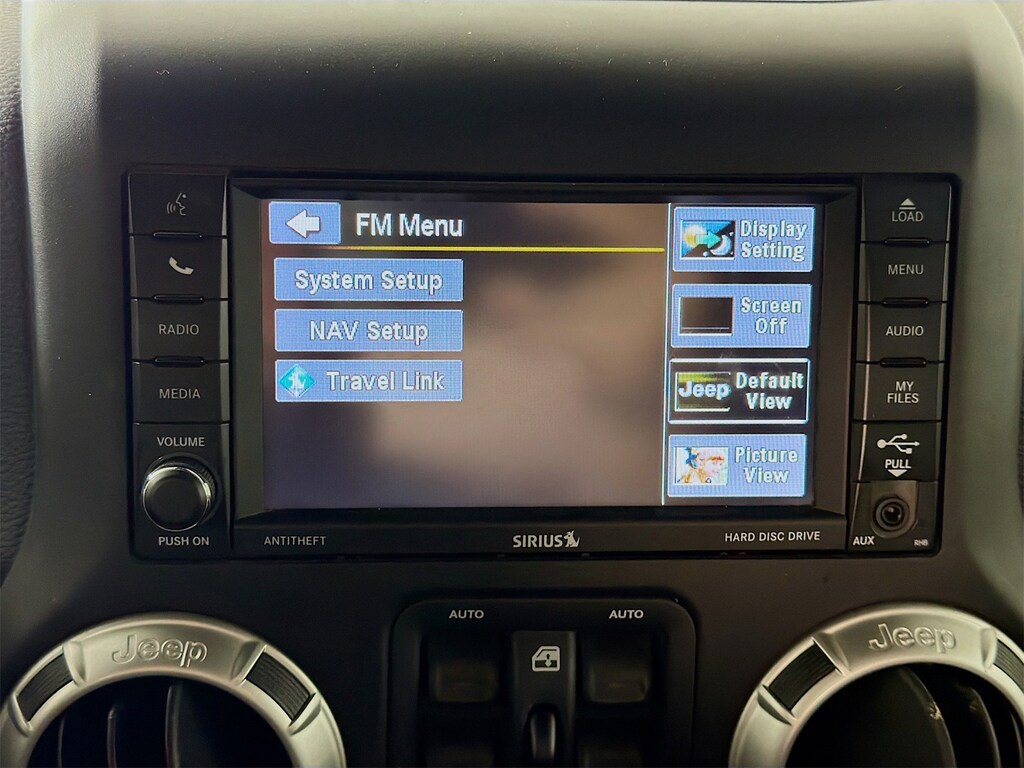 RADIO
MEDIA
VOLUME
PUSH ON
FM Menu
System Setup
NAV Setup
Travel Link
Display
Setting
Screen
Off
Jeep
Default
View
Picture
View
LOAD
MENU
AUDIO
MY
FILES
PULL
AUX
RHB
ANTITHEFT
SIRIUS
HARD DISC DRIVE
AUTO
AUTO
Jeep
Jeep